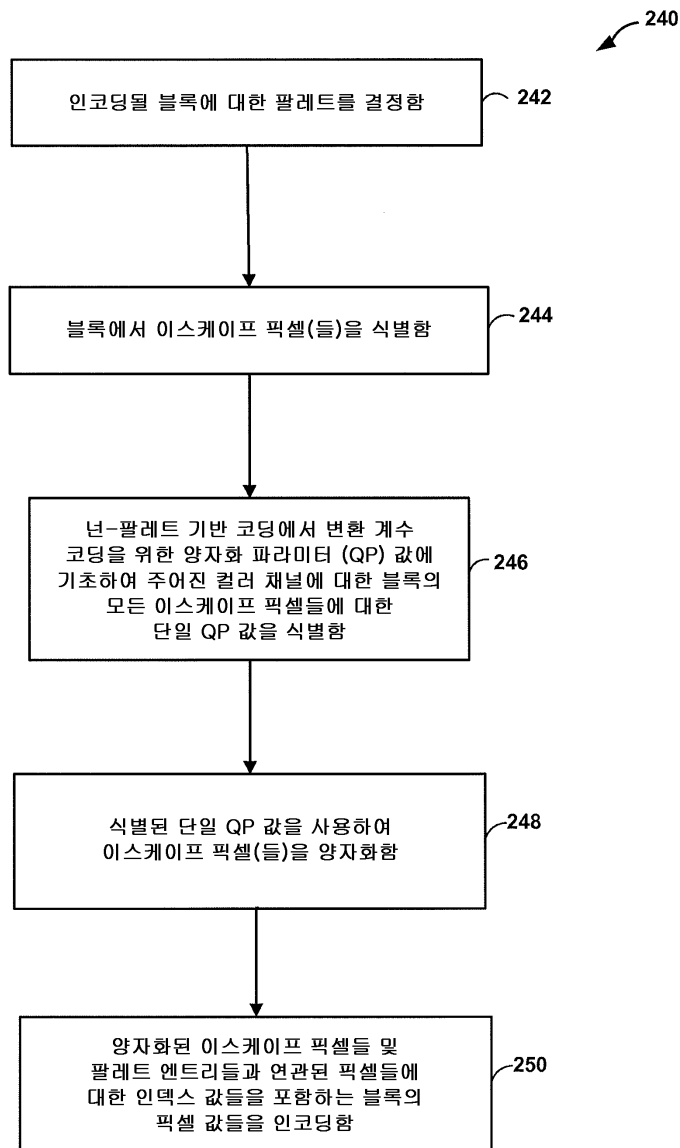 240
인코딩될 블록에 대한 팔레트를 결정함
242
블록에서 이스케이프 픽셀(들)을 식별함
244
넌-팔레트 기반 코딩에서 변환 계수
코딩을 위한 양자화 파라미터 (QP) 값에
기초하여 주어진 컬러 채널에 대한 블록의
모든 이스케이프 픽셀들에 대한
단일 QP 값을 식별함
246
식별된 단일 QP 값을 사용하여
이스케이프 픽셀(들)을 양자화함
248
양자화된 이스케이프 픽셀들 및
팔레트 엔트리들과 연관된 픽셀들에
대한 인덱스 값들을 포함하는 블록의
픽셀 값들을 인코딩함
250